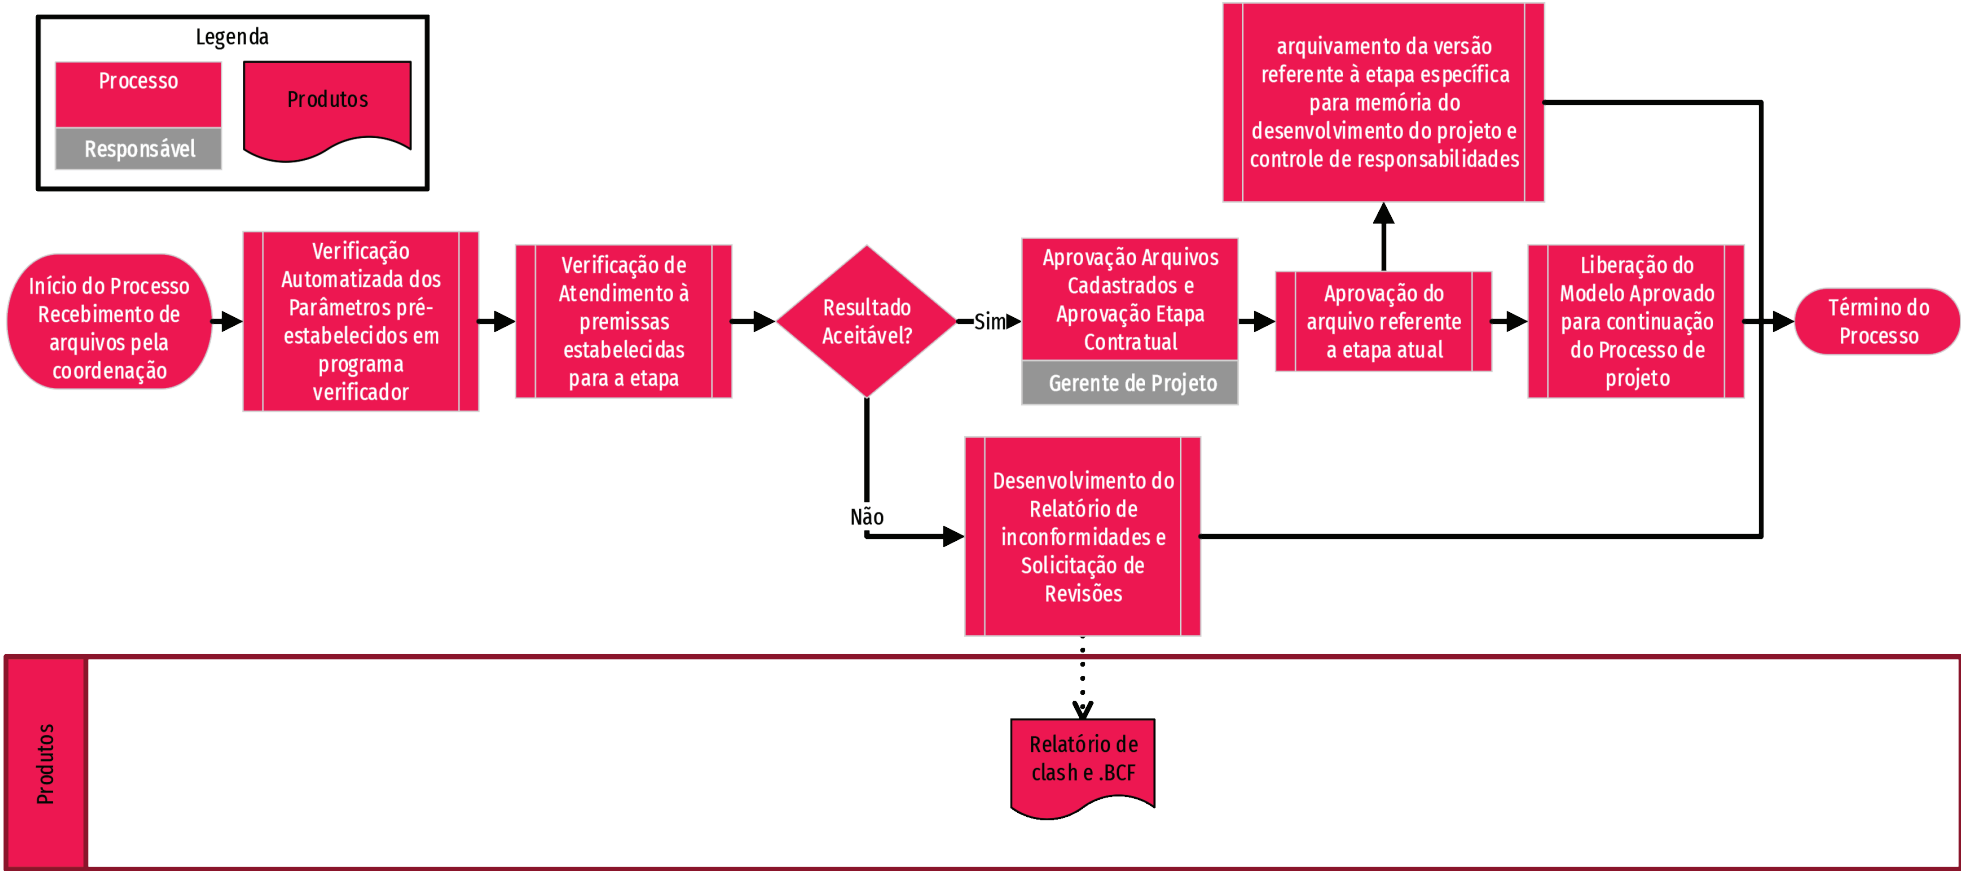 Legenda
Processo
Responsável
Produtos
arquivamento da versão
referente à etapa específica
para memória do
desenvolvimento do projeto e
controle de responsabilidades
Início do Processo
Recebimento de
arquivos pela
coordenação
Verificação
Automatizada dos
Parâmetros pré-
estabelecidos em
programa
verificador
Verificação de
Atendimento à
premissas
estabelecidas
para a etapa
Resultado
Aceitável?
Sim
Aprovação Arquivos
Cadastrados e
Aprovação Etapa
Contratual
Gerente de Projeto
Aprovação do
arquivo referente
a etapa atual
Liberação do
Modelo Aprovado
para continuação
do Processo de
projeto
Término do
Processo
Não
Desenvolvimento do
Relatório de
inconformidades e
Solicitação de
Revisões
Produtos
Relatório de
clash e .BCF